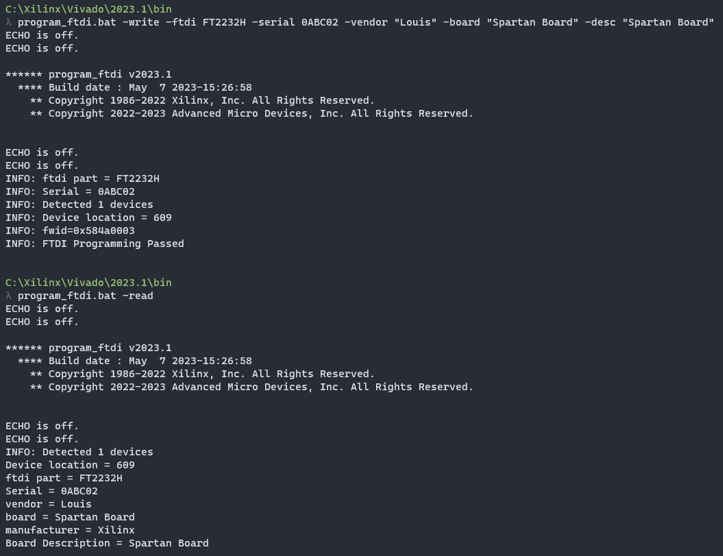 C:\Xilinx\Vivado\2023.1\bin
λ program_ftdi.bat -write -ftdi FT2232H -serial 0ABC02 -vendor "Louis" -board "Spartan Board" -desc "Spartan Board"
ECHO is off.
ECHO is off.
****** program_ftdi v2023.1
**** Build date : May  7 2023-15:26:58
** Copyright 1986-2022 Xilinx, Inc. All Rights Reserved.
** Copyright 2022-2023 Advanced Micro Devices, Inc. All Rights Reserved.
ECHO is off.
ECHO is off.
INFO: ftdi part = FT2232H
INFO: Serial = 0ABC02
INFO: Detected 1 devices
INFO: Device location = 609
INFO: fwid=0x584a0003
INFO: FTDI Programming Passed
C:\Xilinx\Vivado\2023.1\bin
λ program_ftdi.bat -read
ECHO is off.
ECHO is off.
****** program_ftdi v2023.1
**** Build date : May  7 2023-15:26:58
** Copyright 1986-2022 Xilinx, Inc. All Rights Reserved.
** Copyright 2022-2023 Advanced Micro Devices, Inc. All Rights Reserved.
ECHO is off.
ECHO is off.
INFO: Detected 1 devices
Device location = 609
ftdi part = FT2232H
Serial = 0ABC02
vendor = Louis
board = Spartan Board
manufacturer = Xilinx
Board Description = Spartan Board